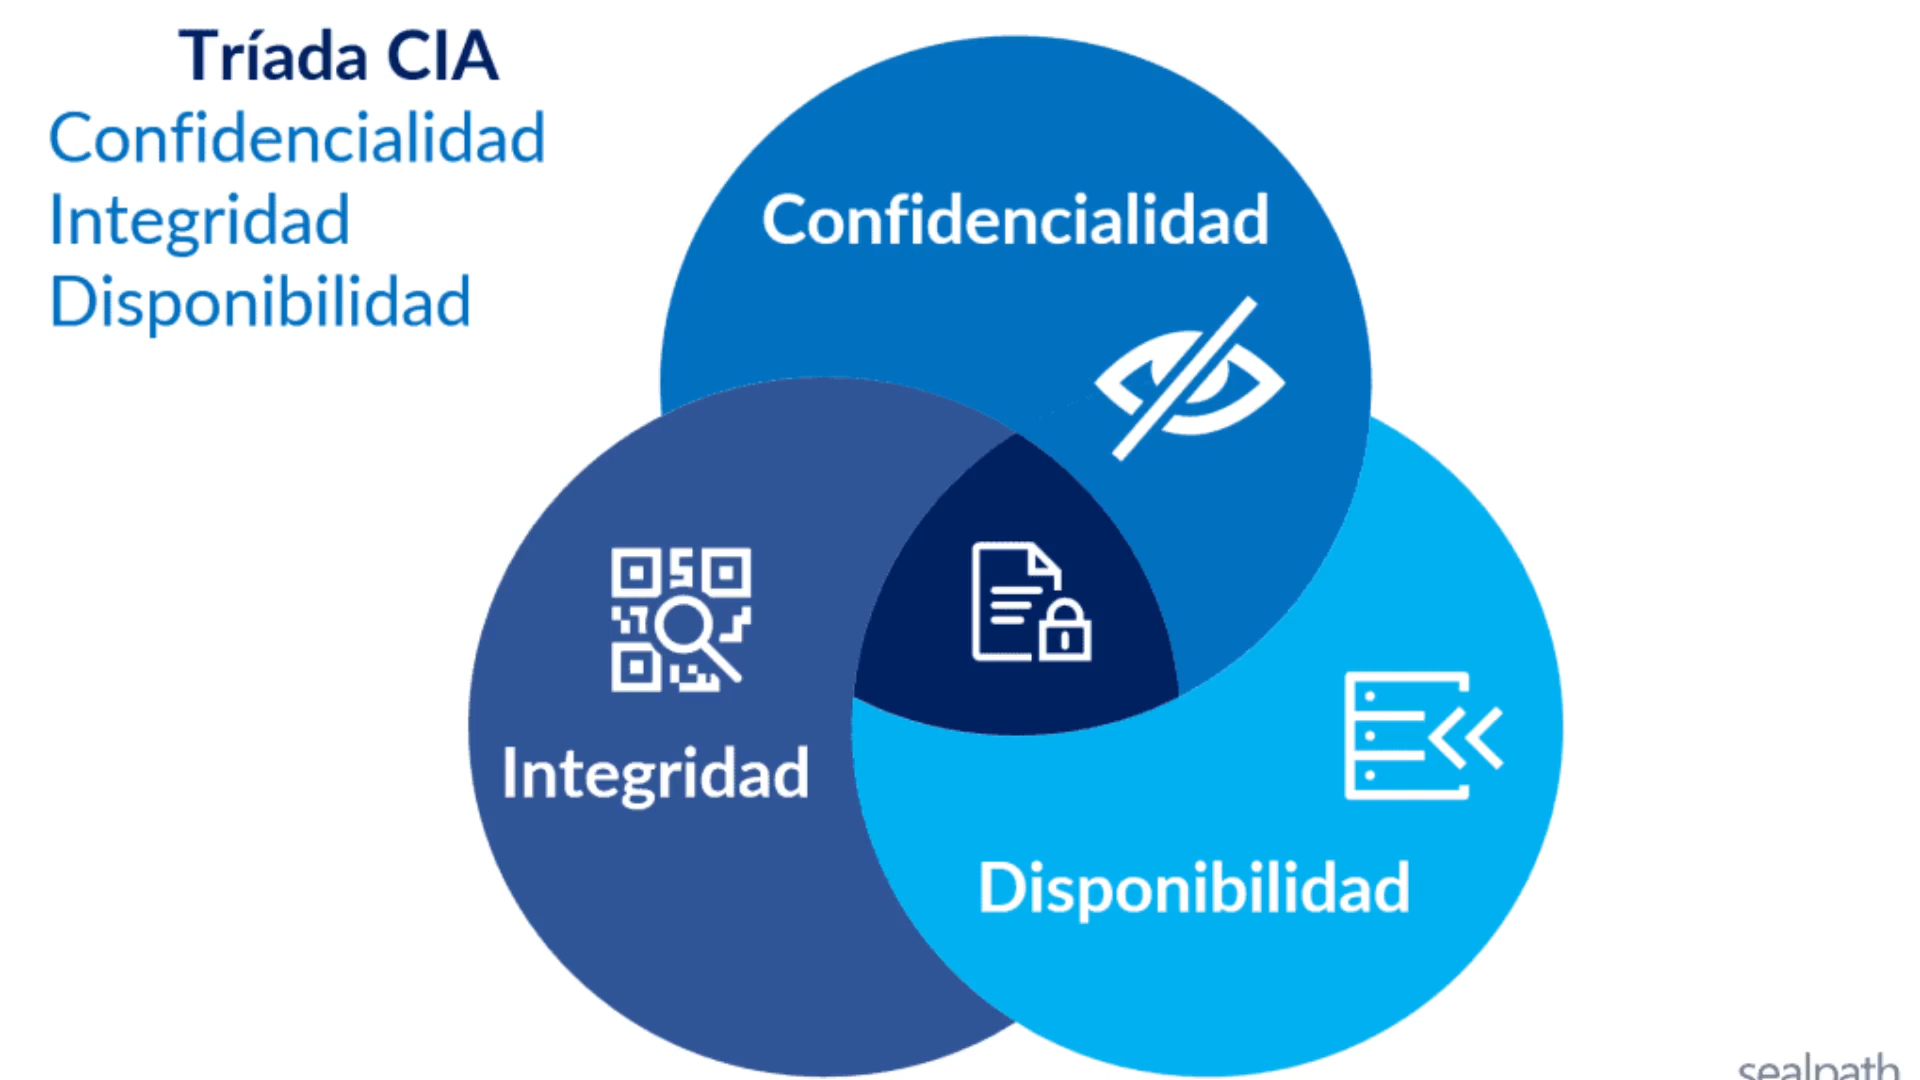 Tríada CIA
Confidencialidad
Integridad
Disponibilidad
Confidencialidad
Integridad
Disponibilidad
sealpath